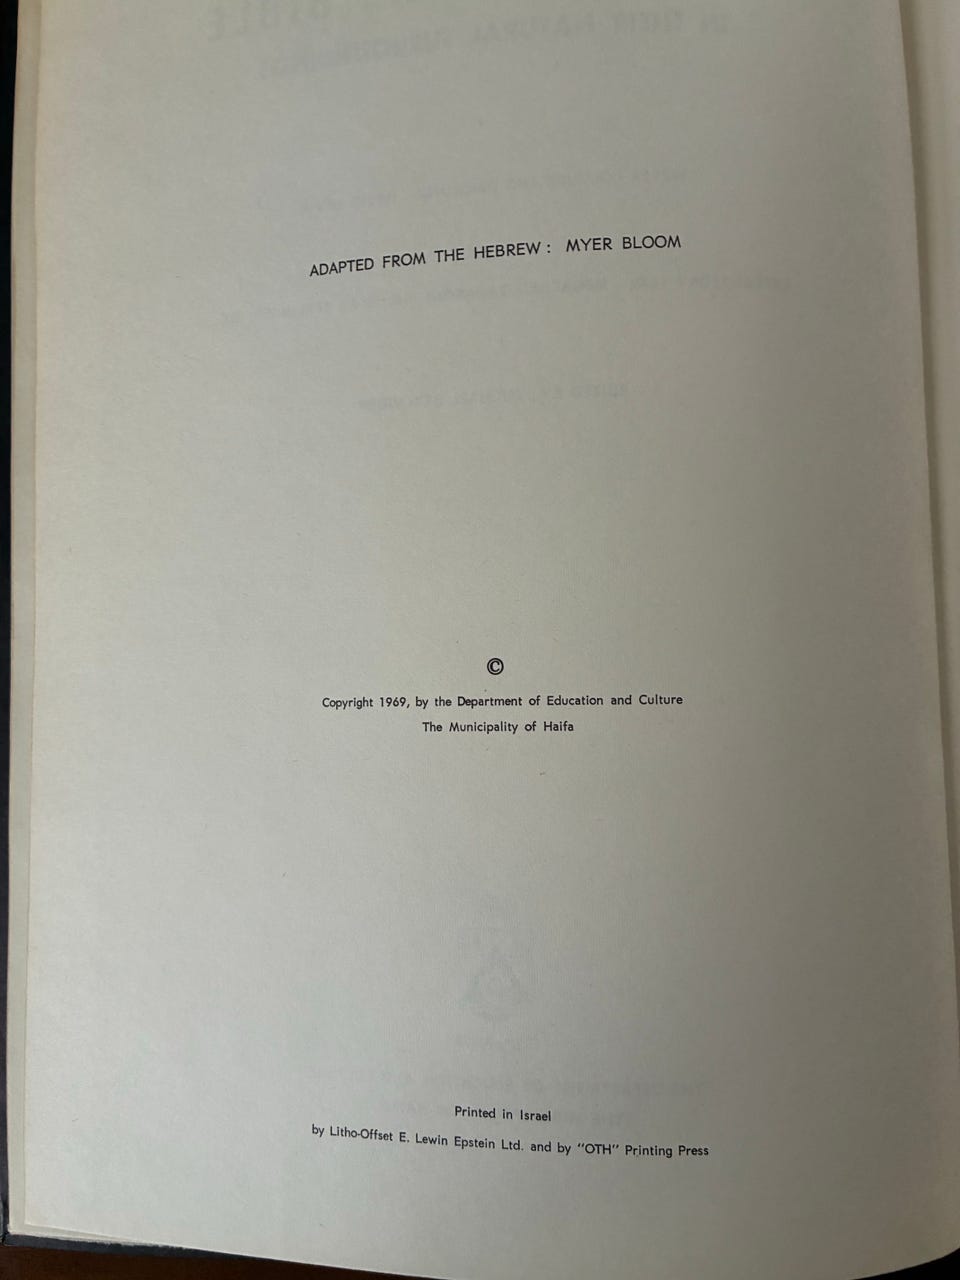 ADAPTED FROM THE HEBREW : MYER BLOOM
©
Copyright 1969, by the Department of Education and Culture
The Municipality of Haifa
Printed in Israel
by Litho-Offset E. Lewin Epstein Ltd. and by "OTH" Printing Press